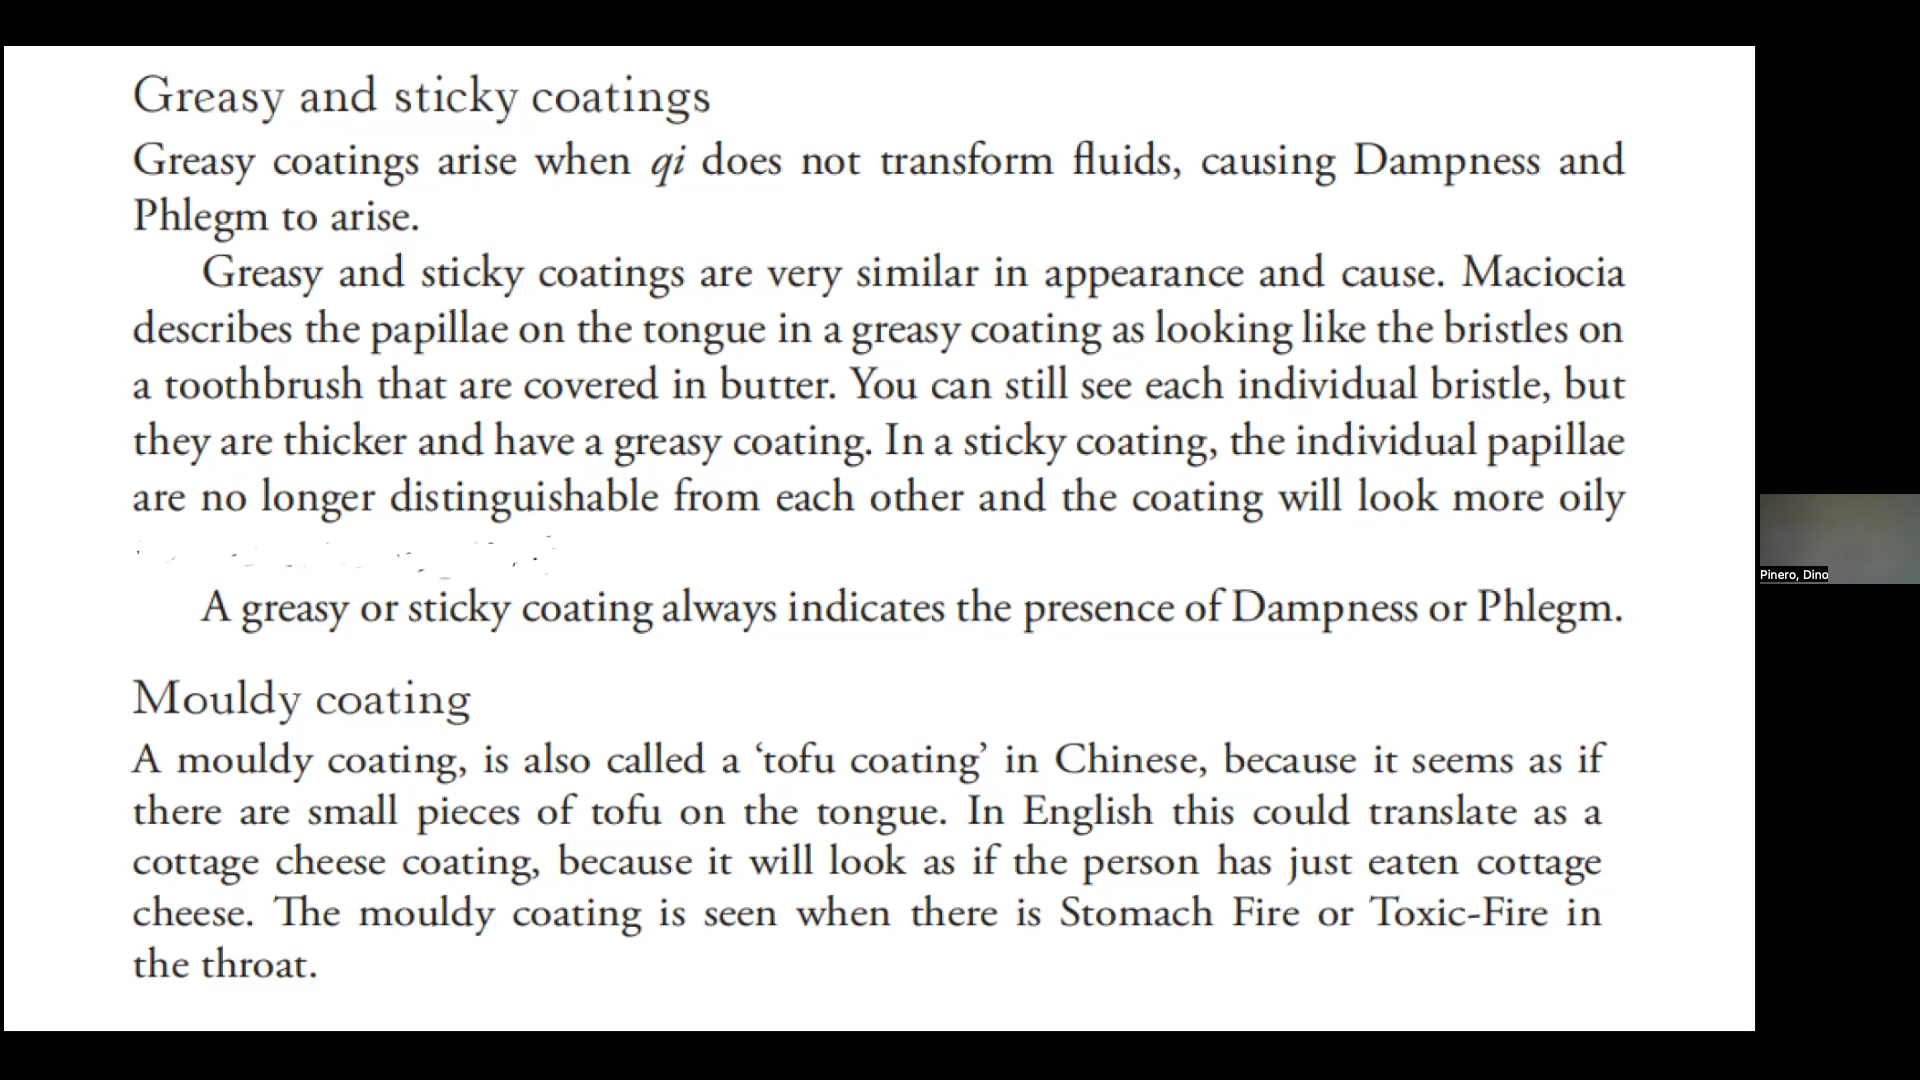 Greasy and sticky coatings
Greasy coatings arise when qi does not transform fluids, causing Dampness and
Phlegm to arise.
Greasy and sticky coatings are very similar in appearance and cause. Maciocia
describes the papillae on the tongue in a greasy coating as looking like the bristles on
a toothbrush that are covered in butter. You can still see each individual bristle, but
they are thicker and have a greasy coating. In a sticky coating, the individual papillae
are no longer distinguishable from each other and the coating will look more oily
A greasy or sticky coating always indicates the presence of Dampness or Phlegm.
Mouldy coating
A mouldy coating, is also called a ‘tofu coating’ in Chinese, because it seems as if
there are small pieces of tofu on the tongue. In English this could translate as a
cottage cheese coating, because it will look as if the person has just eaten cottage
cheese. The mouldy coating is seen when there is Stomach Fire or Toxic-Fire in
the throat.
Pinero, Dino